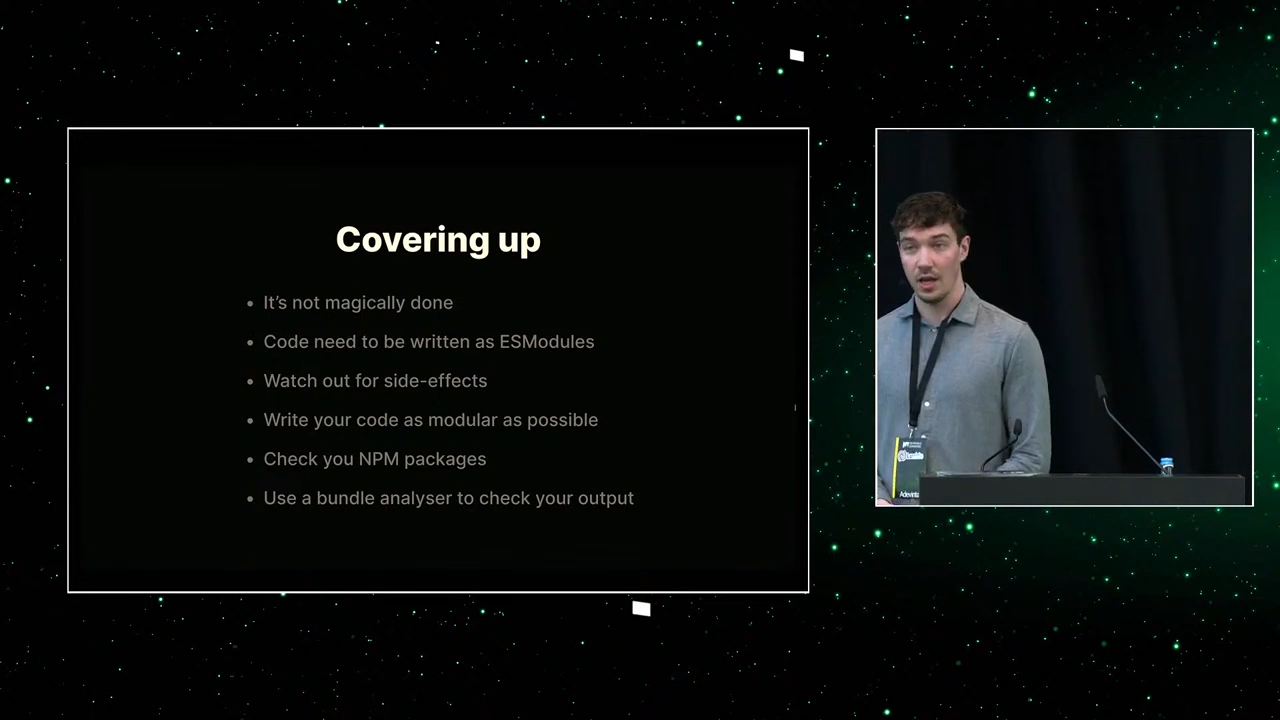 Covering up
• It’s not magically done
• Code need to be written as ESModules
• Watch out for side-effects
• Write your code as modular as possible
• Check you NPM packages
• Use a bundle analyser to check your output
Adevinta